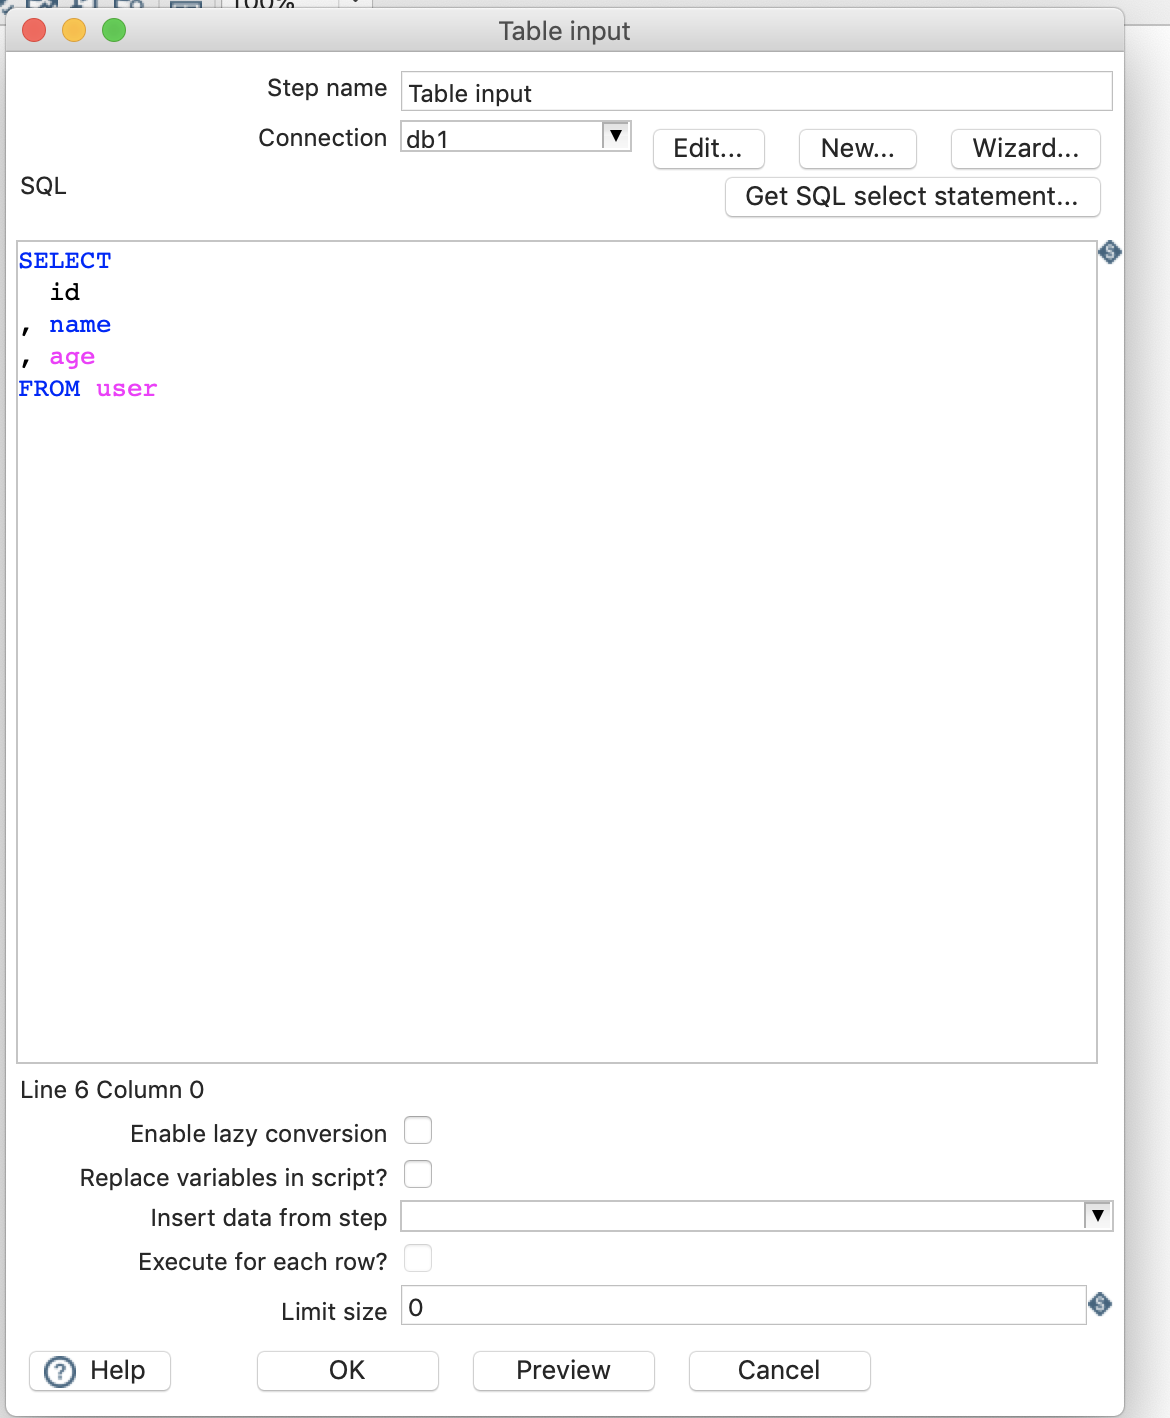 100%
Table input
Step name Table input
Connection db1 Edit... New... Wizard...
SQL Get SQL select statement...
SELECT
id
, name
, age
FROM user
Line 6 Column 0
Enable lazy conversion
Replace variables in script?
Insert data from step
Execute for each row?
Limit size 0
? Help OK Preview Cancel